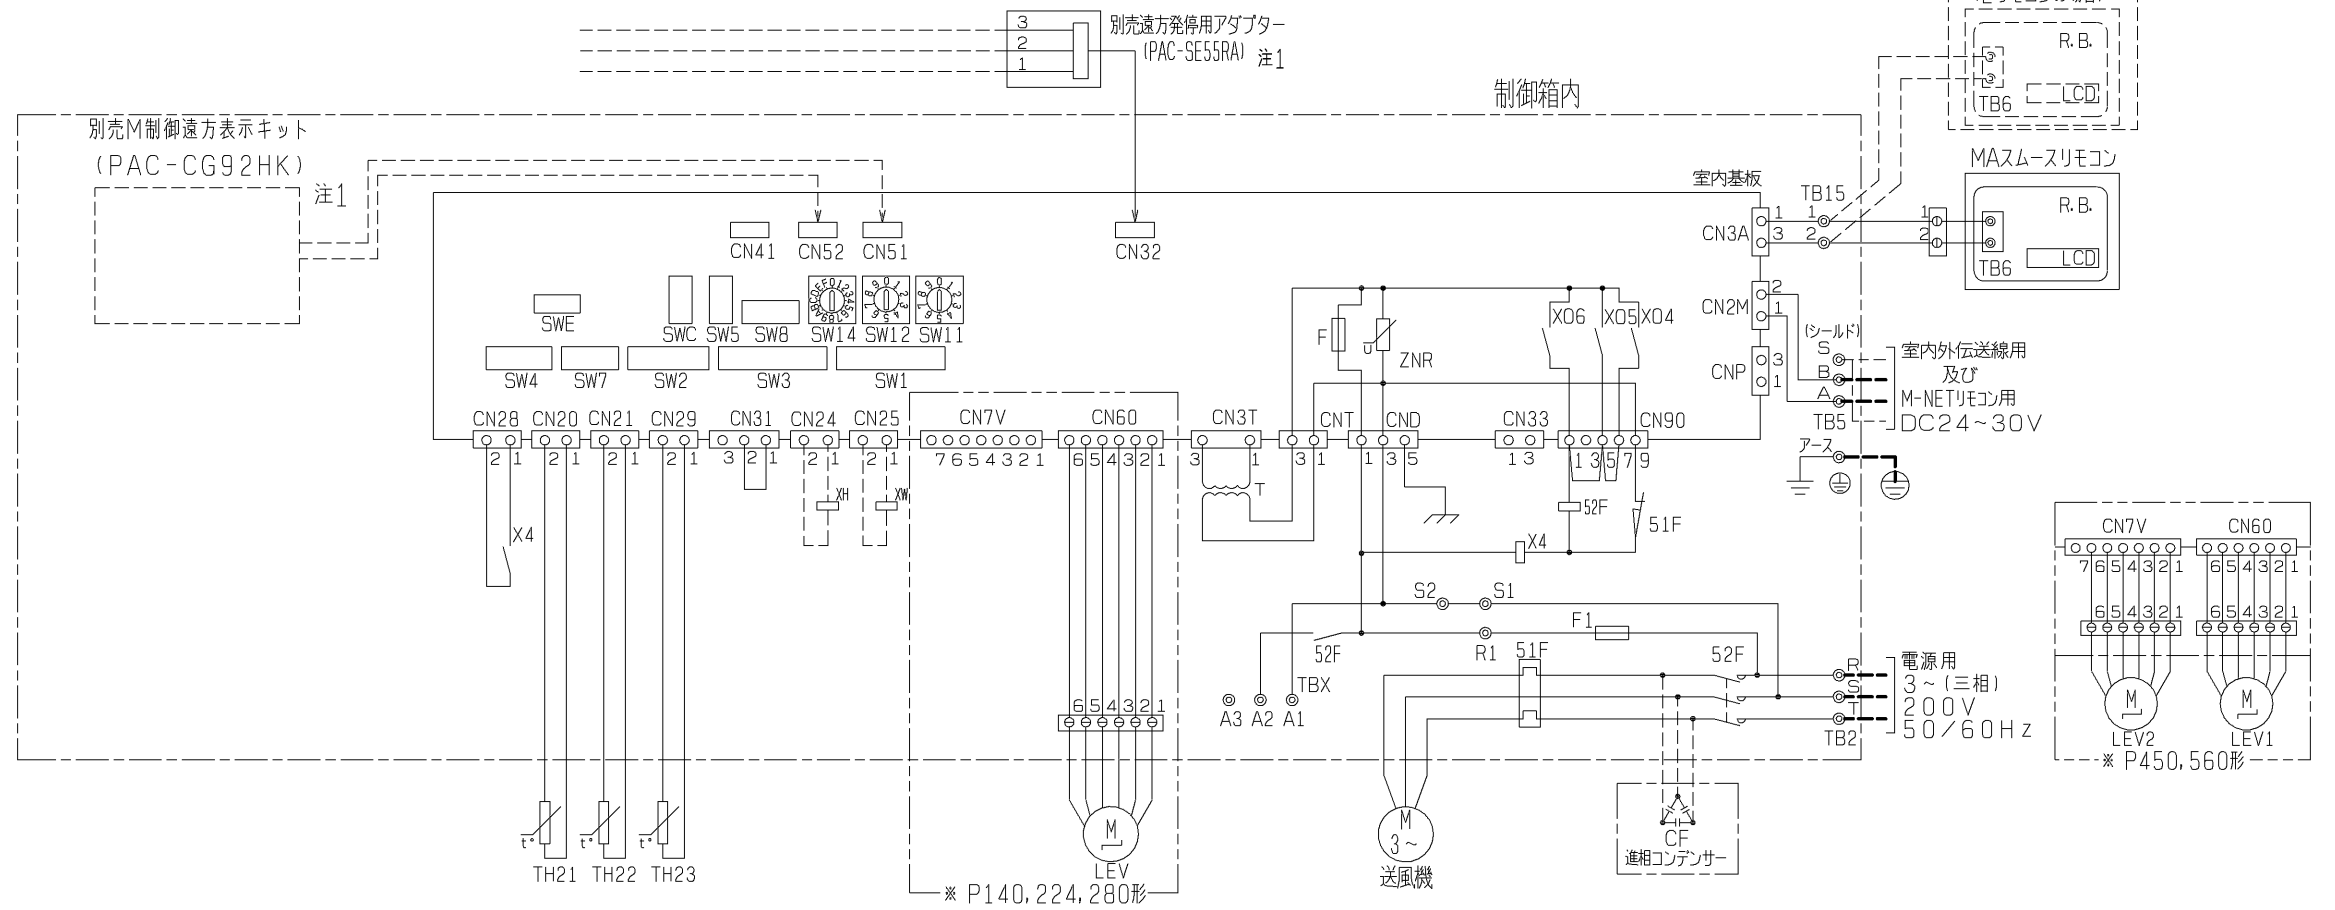 3
2
1
別売遠方発停用アダプター
(PAC-SE55RA) 注1
R.B.
LCD
TB6
制御箱内
別売M制御遠方表示キット
(PAC-CG92HK)
注1
MAスムースリモコン
R.B.
LCD
TB6
室内基板
TB15
1 1 1
3 2 2
CN3A
CN41 CN52 CN51 CN32
SWE SWC SW5 SW8 SW14 SW12 SW11
SW4 SW7 SW2 SW3 SW1
F
U
ZNR
X06 X05 X04
CN2M
2
1
CNP
3
1
(シールド)
S
B
A
TB5
室内外伝送線用
及び
M-NETリモコン用
DC24~30V
アース
CN28 CN20 CN21 CN29 CN31 CN24 CN25 CN7V CN60 CN3T CNT CND CN33 CN90
2 1 2 1 2 1 2 1 3 2 1 2 1 2 1 7 6 5 4 3 2 1 6 5 4 3 2 1 3 1 3 1 1 3 5 1 3 1 3 5 7 9
XH XW
T
52F
51F
X4
X4
S2 S1
F1
52F
R1
51F
52F
TBX
A3 A2 A1
R
S
T
TB2
電源用
3~(三相)
200V
50/60Hz
6 5 4 3 2 1
M
LEV
※ P140,224,280形
t°
t°
t°
TH21 TH22 TH23
M
3~
送風機
CF
進相コンデンサー
CN7V CN60
7 6 5 4 3 2 1 6 5 4 3 2 1
6 5 4 3 2 1 6 5 4 3 2 1
M M
LEV2 LEV1
※ P450,560形